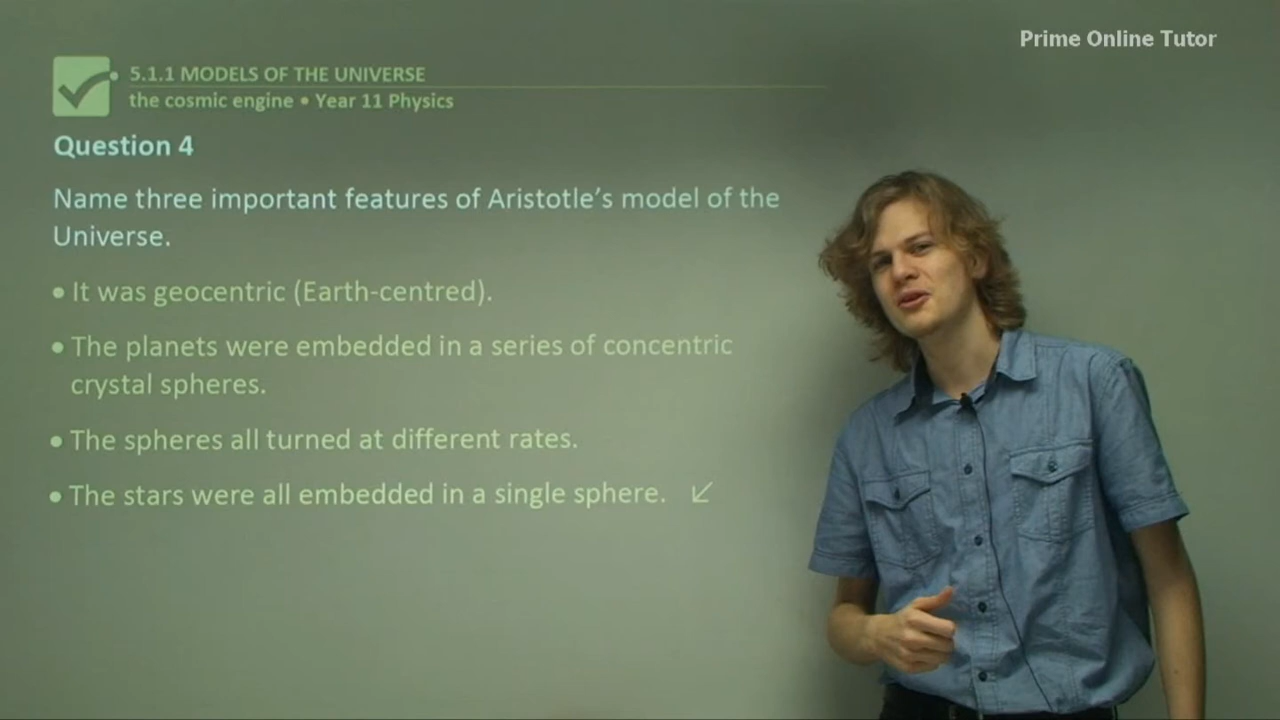 Prime Online Tutor
5.1.1 MODELS OF THE UNIVERSE
the cosmic engine • Year 11 Physics
Question 4
Name three important features of Aristotle’s model of the
Universe.
• It was geocentric (Earth-centred).
• The planets were embedded in a series of concentric
crystal spheres.
• The spheres all turned at different rates.
• The stars were all embedded in a single sphere.